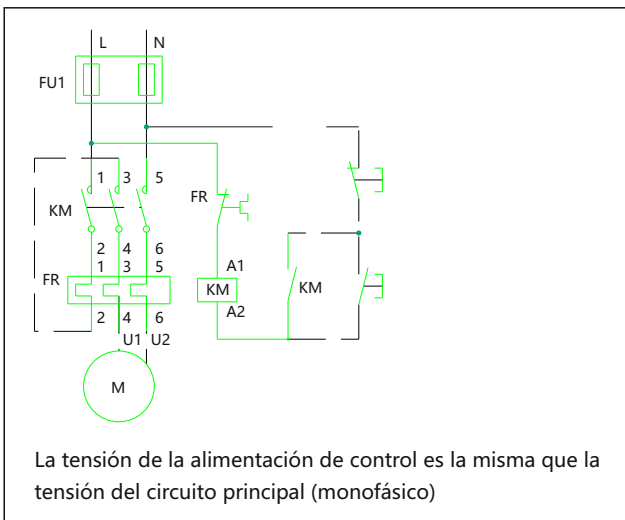 L N
FU1
1 3 5
KM
FR
2 4 6
1 3 5
FR
A1
KM
KM
A2
2 4 6
U1 U2
M
La tensión de la alimentación de control es la misma que la
tensión del circuito principal (monofásico)